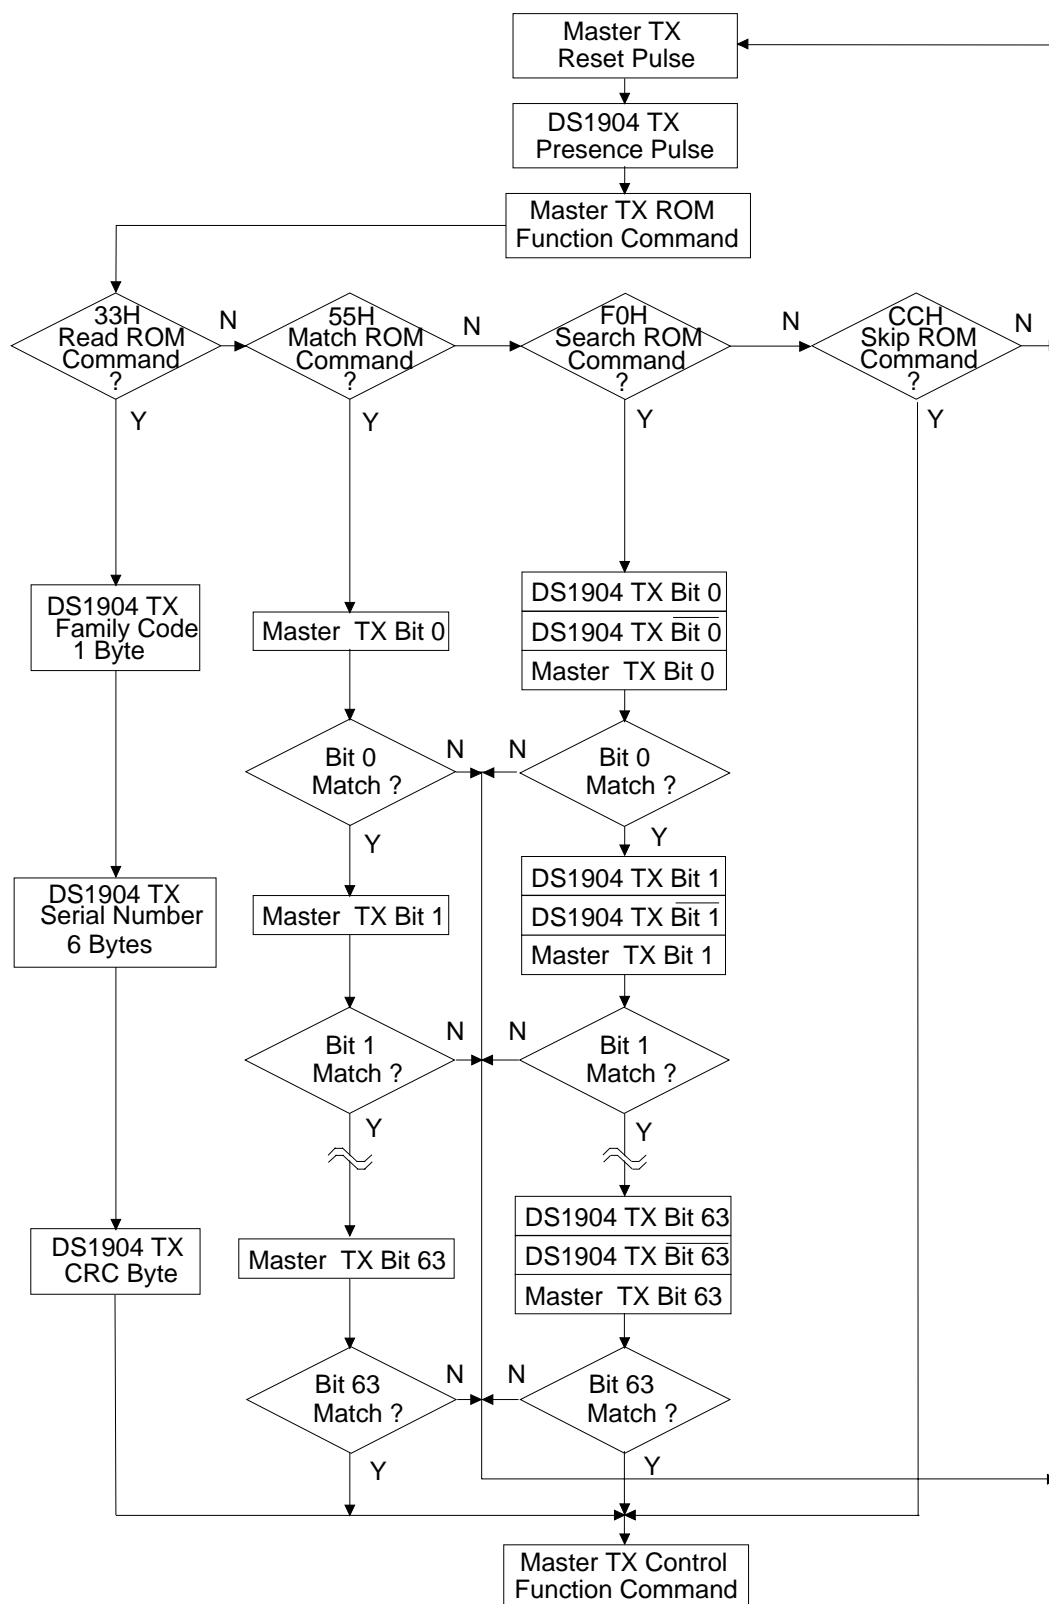 Master TX
Reset Pulse
DS1904 TX
Presence Pulse
Master TX ROM
Function Command
33H
Read ROM
Command
?
N
Y
55H
Match ROM
Command
?
N
Y
F0H
Search ROM
Command
?
N
Y
CCH
Skip ROM
Command
?
N
Y
DS1904 TX
Family Code
1 Byte
DS1904 TX
Serial Number
6 Bytes
DS1904 TX
CRC Byte
Master TX Bit 0
Bit 0
Match ?
N
Y
Master TX Bit 1
Bit 1
Match ?
N
Y
Master TX Bit 63
Bit 63
Match ?
N
Y
DS1904 TX Bit 0
DS1904 TX B̅i̅t̅ ̅0̅
Master TX Bit 0
N
Bit 0
Match ?
Y
DS1904 TX Bit 1
DS1904 TX B̅i̅t̅ ̅1̅
Master TX Bit 1
N
Bit 1
Match ?
Y
DS1904 TX Bit 63
DS1904 TX B̅i̅t̅ ̅6̅3̅
Master TX Bit 63
N
Bit 63
Match ?
Y
Master TX Control
Function Command